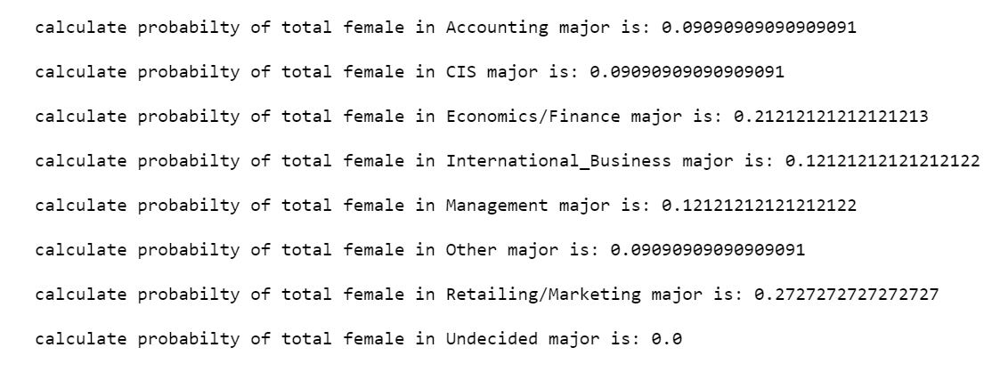 calculate probabilty of total female in Accounting major is: 0.09090909090909091
calculate probabilty of total female in CIS major is: 0.09090909090909091
calculate probabilty of total female in Economics/Finance major is: 0.21212121212121213
calculate probabilty of total female in International_Business major is: 0.12121212121212122
calculate probabilty of total female in Management major is: 0.12121212121212122
calculate probabilty of total female in Other major is: 0.09090909090909091
calculate probabilty of total female in Retailing/Marketing major is: 0.2727272727272727
calculate probabilty of total female in Undecided major is: 0.0